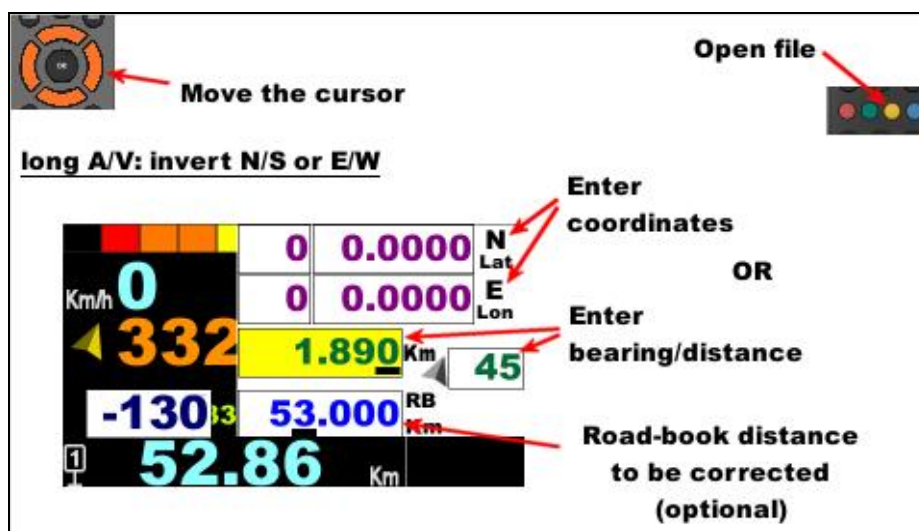 Open file
Move the cursor
long A/V: invert N/S or E/W
Enter
coordinates
0 0.0000 N
Lat
Km/h 0
0 0.0000 E
Lon
OR
332
Enter
bearing/distance
1.890 Km
45
-130
33
53.000 RB
Km
Road-book distance
to be corrected
(optional)
1 52.86 Km